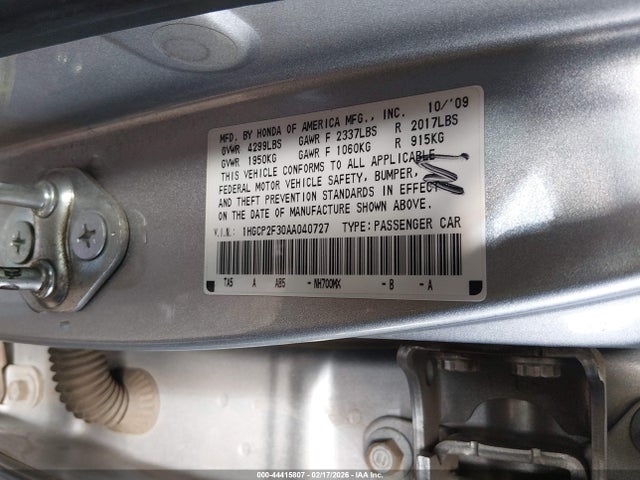 MFD. BY HONDA OF AMERICA MFG., INC. 10/'09
GVWR 4299LBS GAWR F 2337LBS R 2017LBS
GVWR 1950KG GAWR F 1060KG R 915KG
THIS VEHICLE CONFORMS TO ALL APPLICABLE
FEDERAL MOTOR VEHICLE SAFETY, BUMPER,
AND THEFT PREVENTION STANDARDS IN EFFECT
ON THE DATE OF MANUFACTURE SHOWN ABOVE.
V.I.N.: 1HGCP2F30AA040727 TYPE: PASSENGER CAR
TA5 A AB5 - NH700MX - B - A
000-44415807 - 02/17/2026 - IAA Inc.